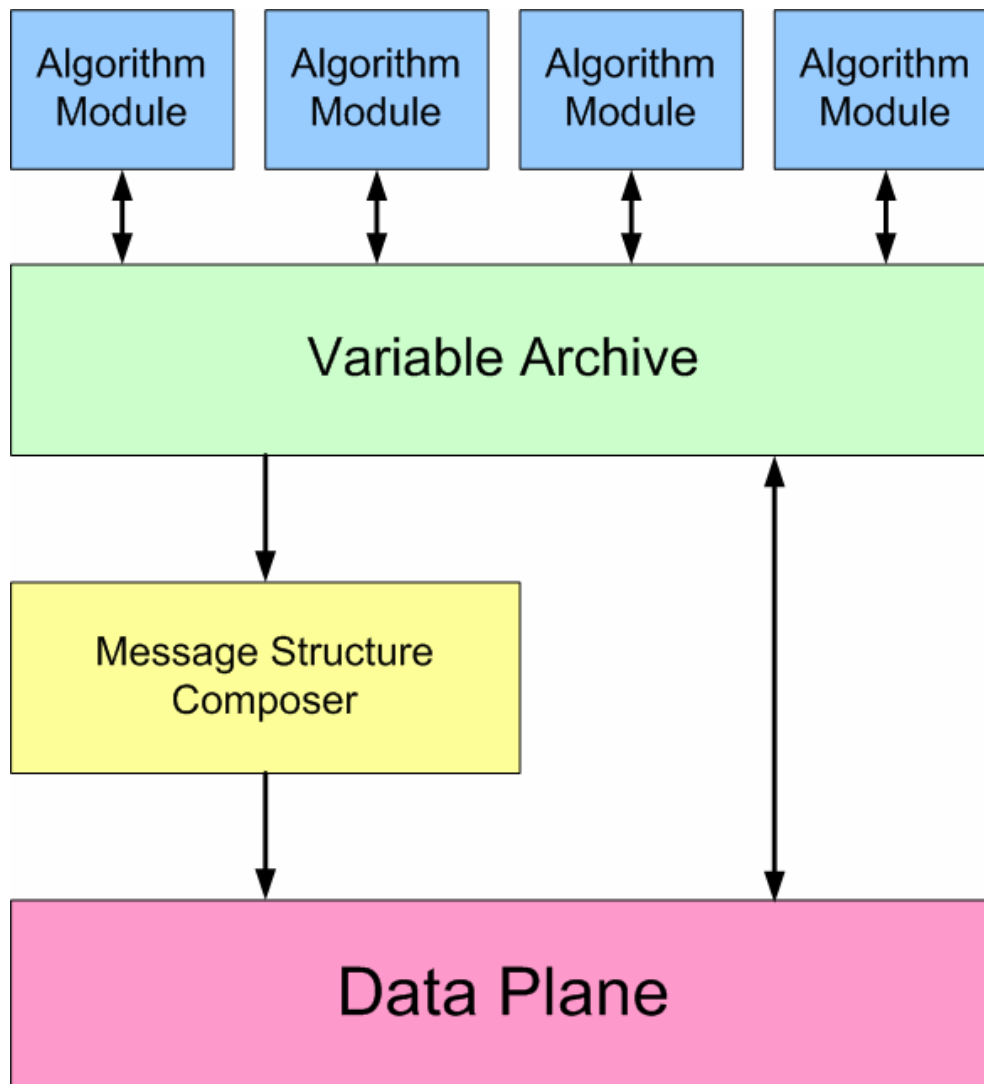 Algorithm
Module
Algorithm
Module
Algorithm
Module
Algorithm
Module
Variable Archive
Message Structure
Composer
Data Plane